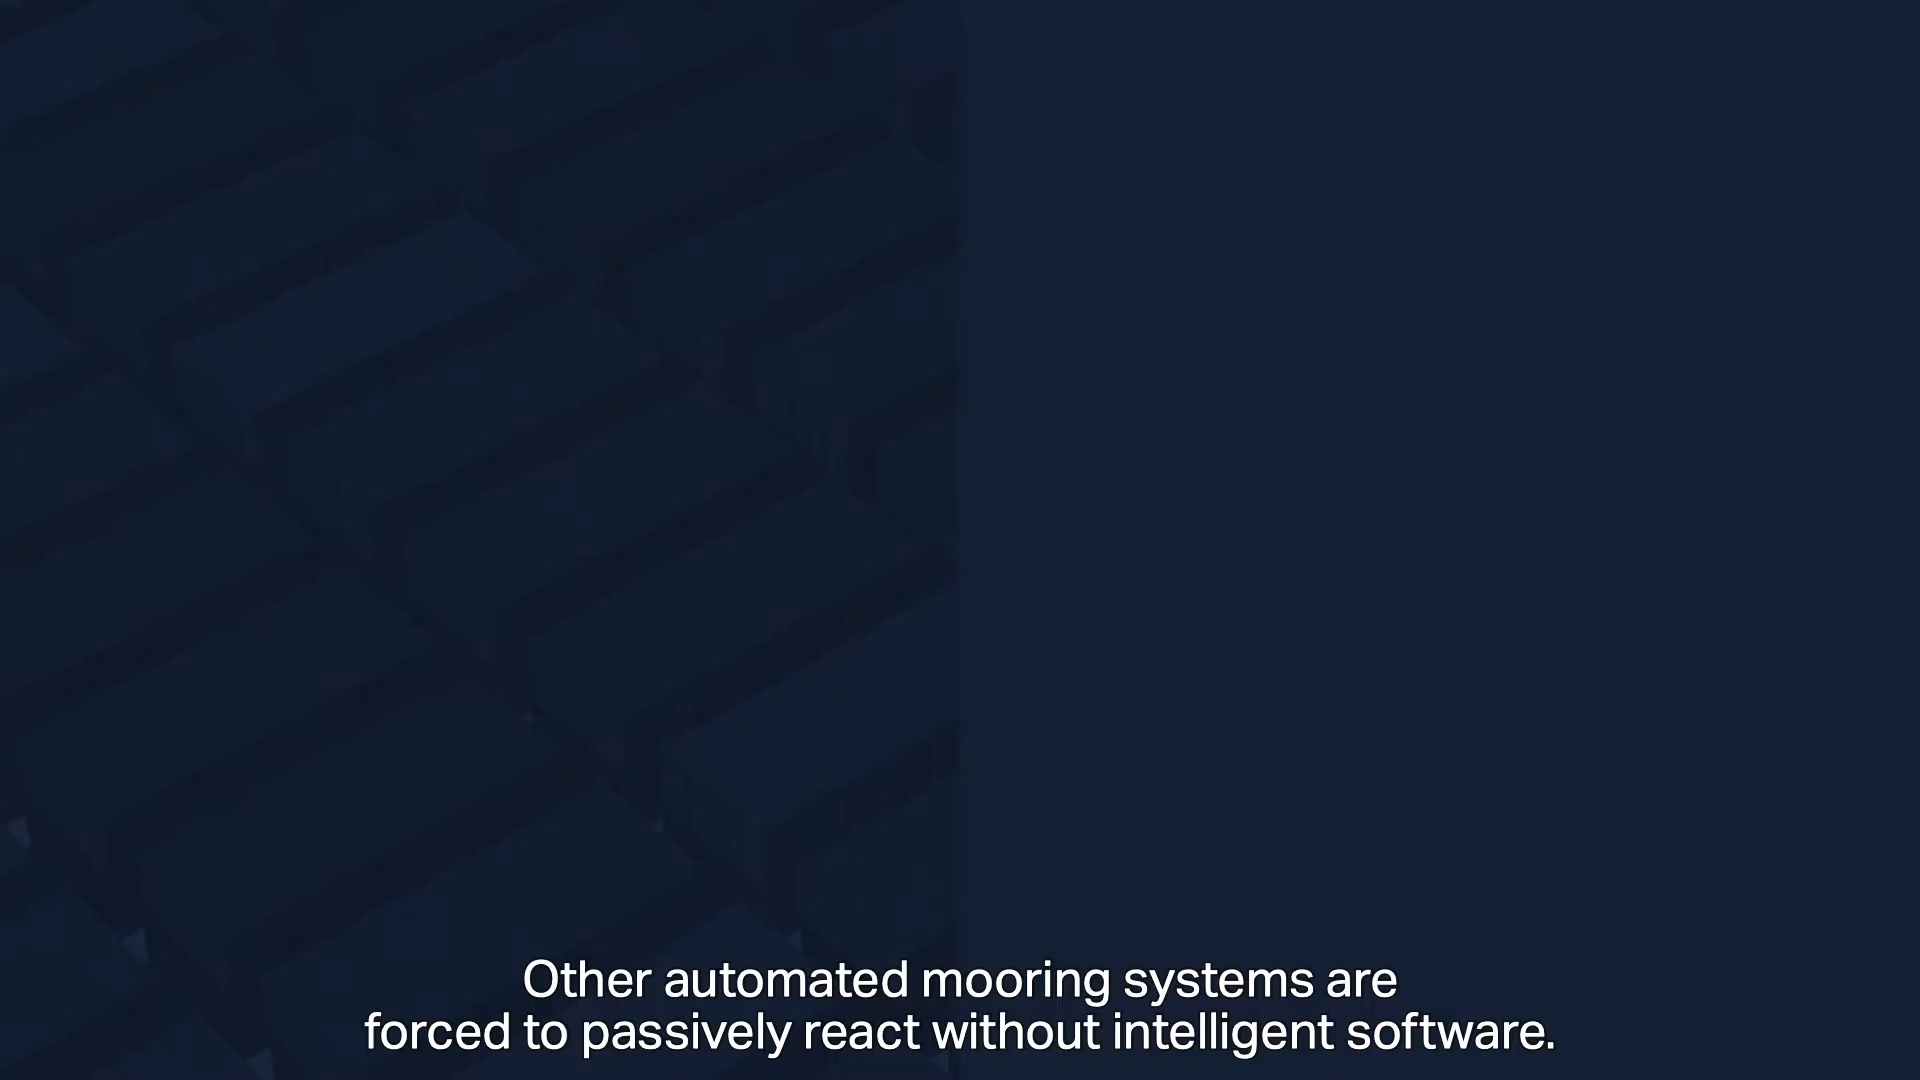 Other automated mooring systems are
forced to passively react without intelligent software.